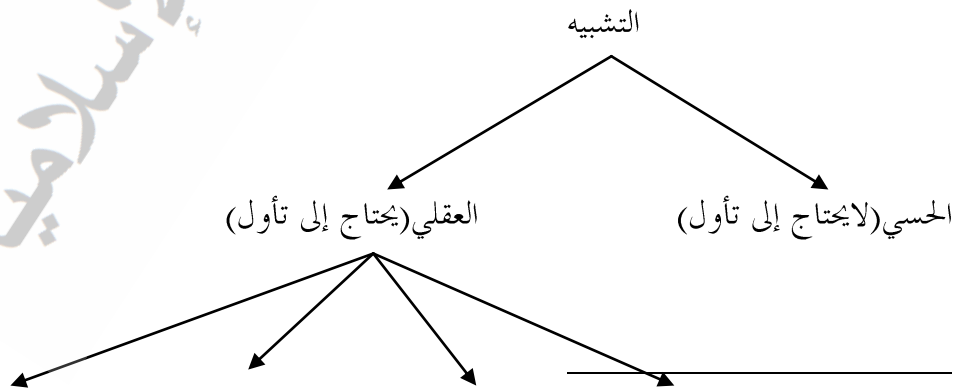 التشبيه
الحسي(لايحتاج إلى تأول)
العقلي(يحتاج إلى تأول)